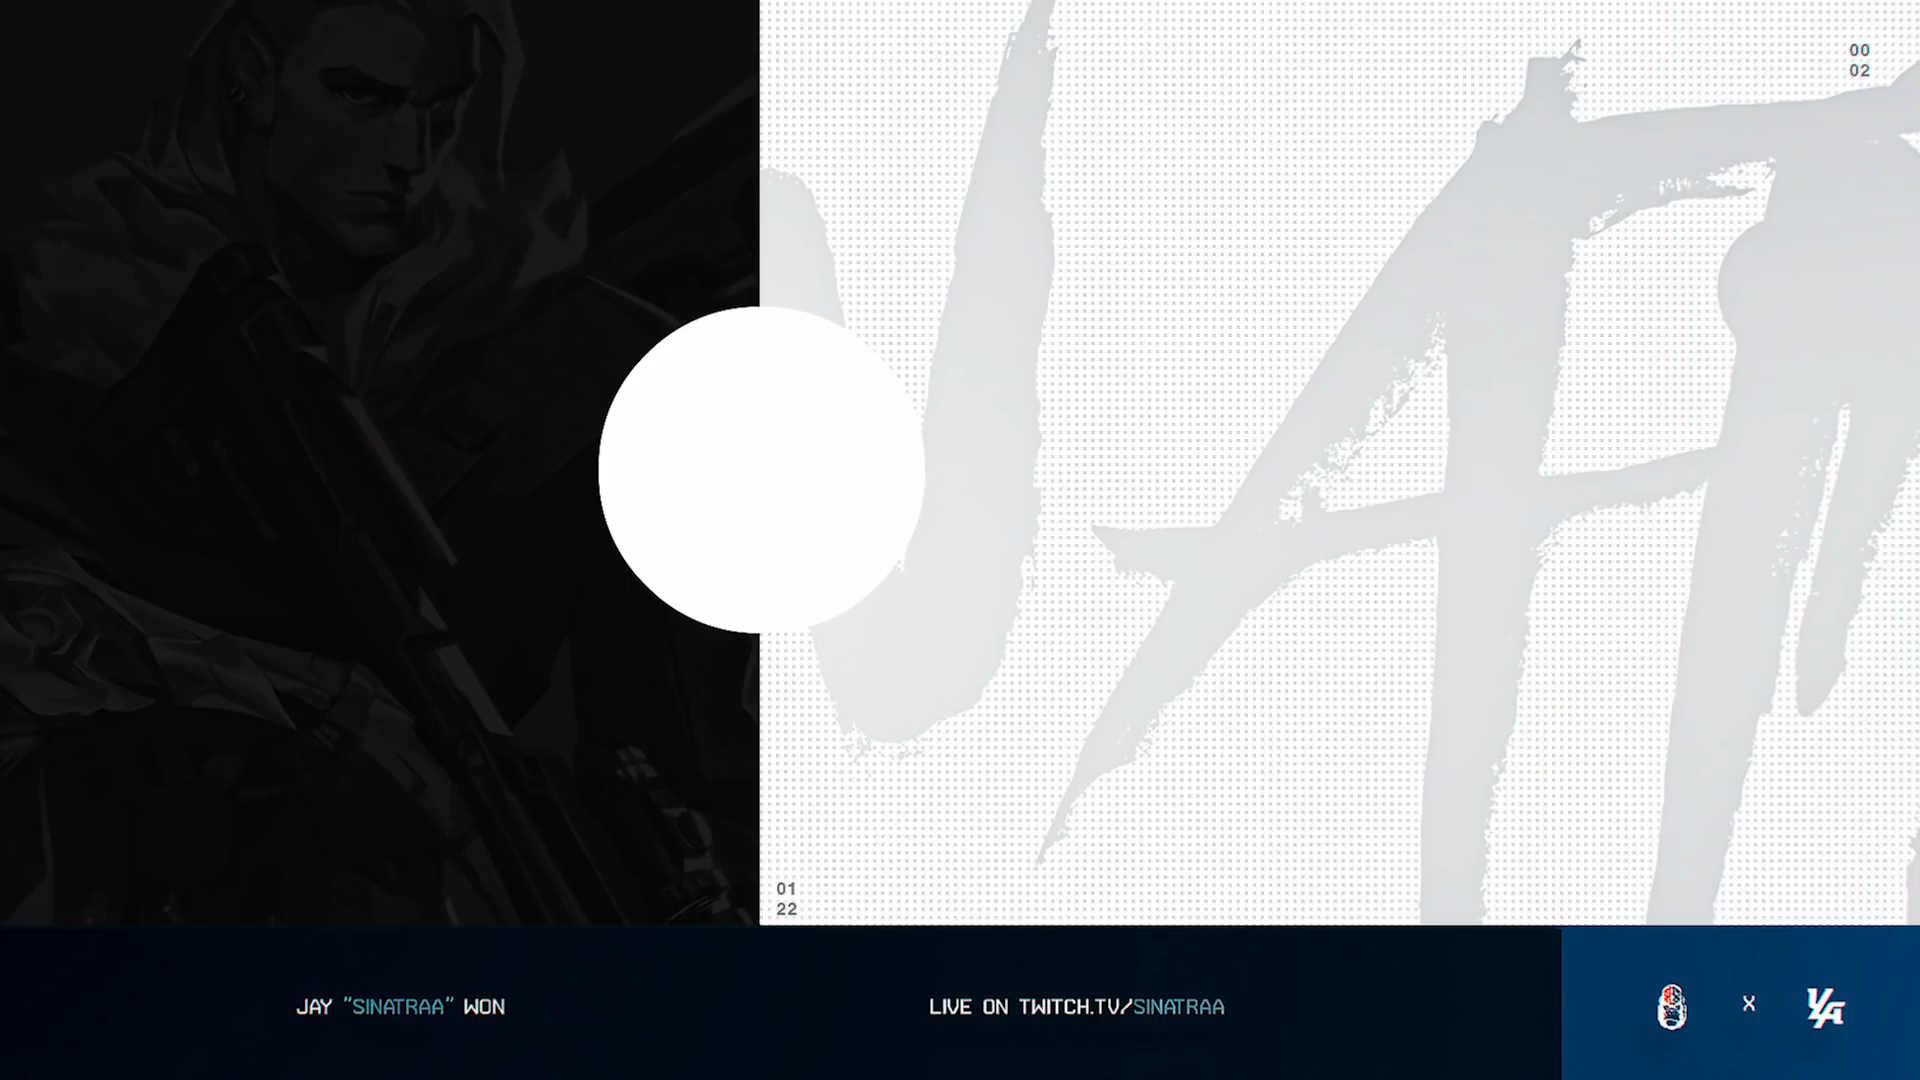 00
02
01
22
JAY "SINATRAA" WON
LIVE ON TWITCH.TV/SINATRAA
X